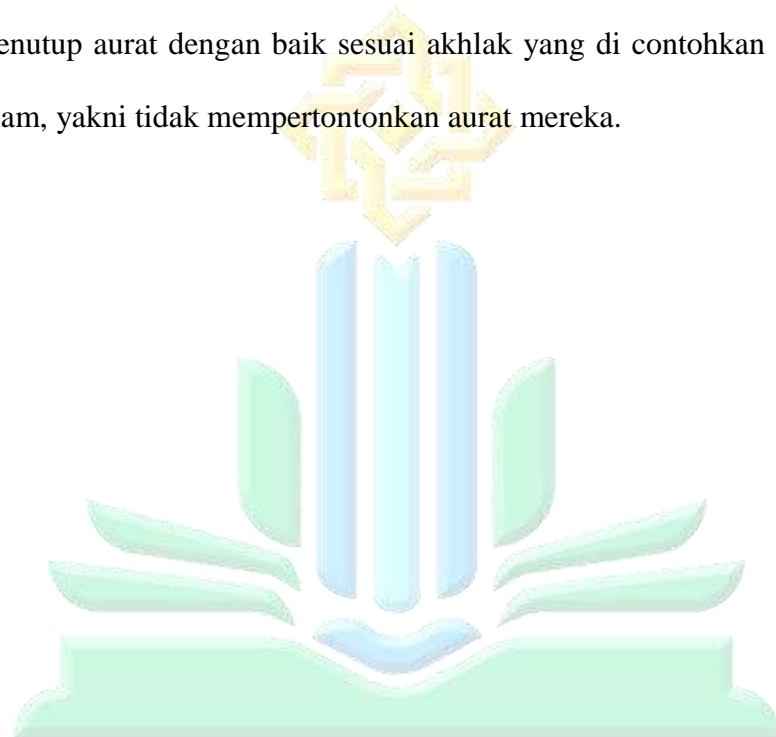 enutup aurat dengan baik sesuai akhlak yang di contohkan
am, yakni tidak mempertontonkan aurat mereka.